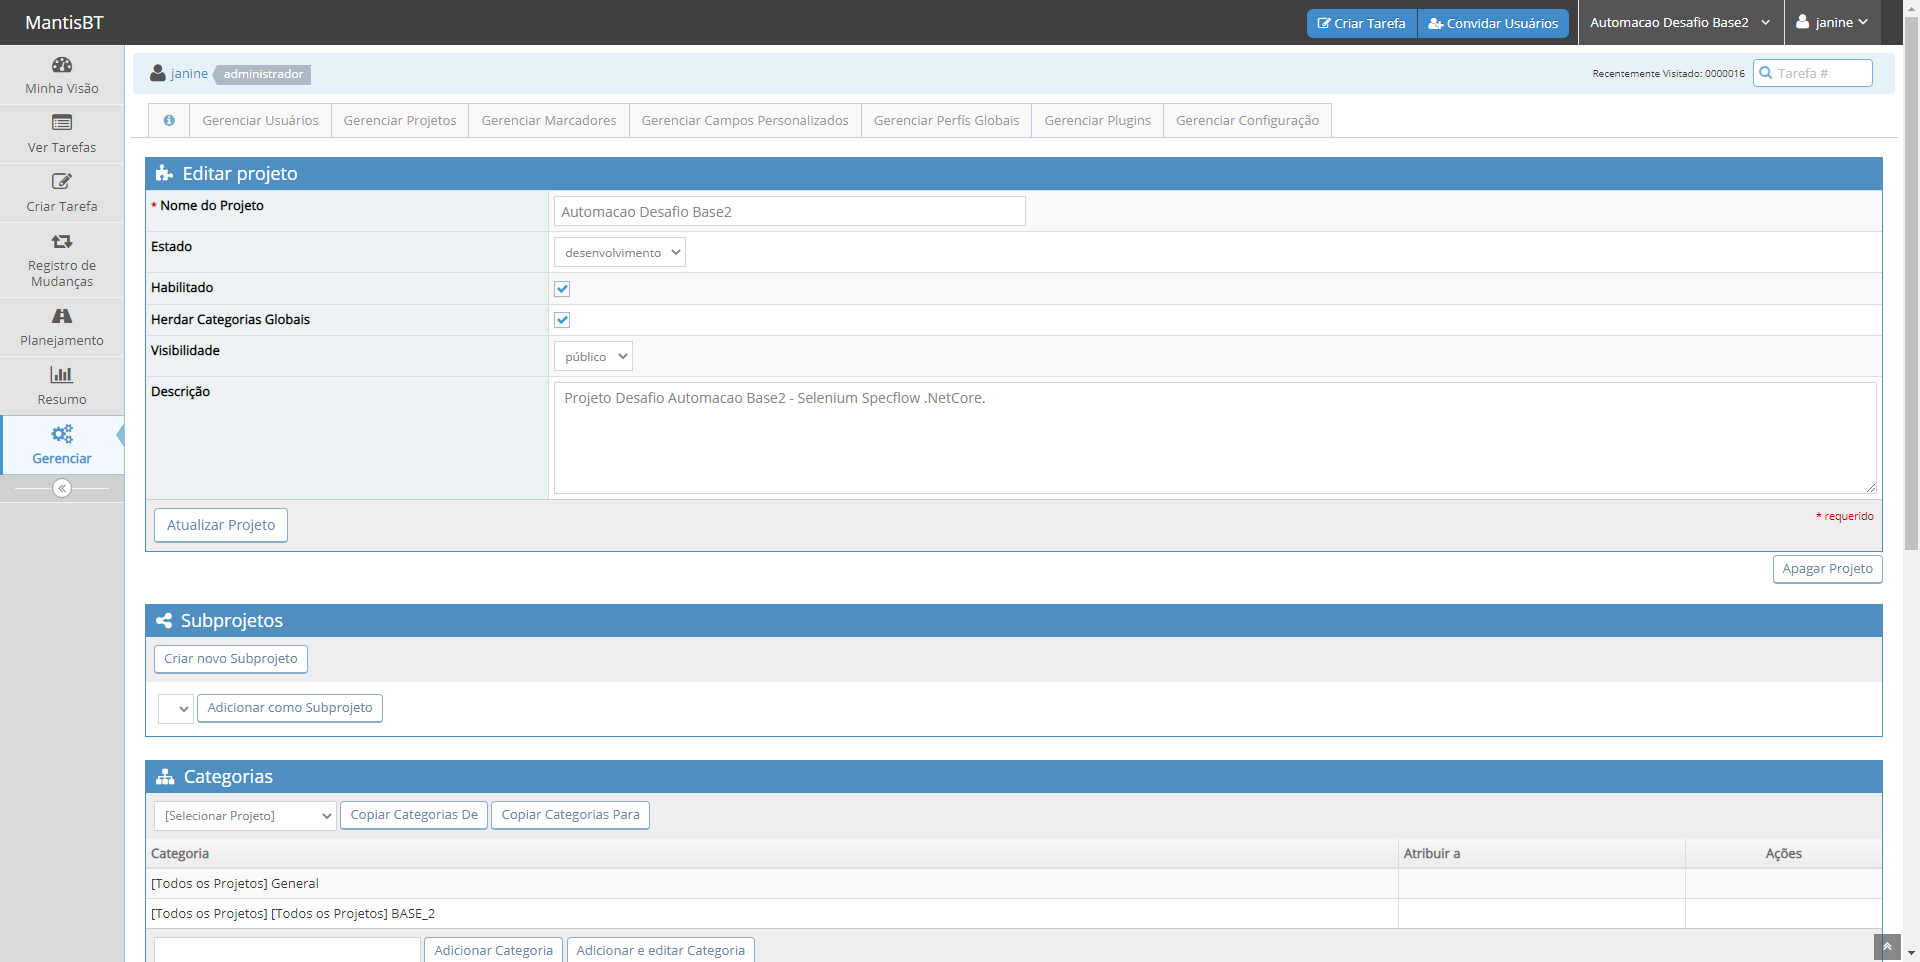 MantisBT
Criar Tarefa
Convidar Usuários
Automacao Desafio Base2
janine
Minha Visão
Ver Tarefas
Criar Tarefa
Registro de
Mudanças
Planejamento
Resumo
Gerenciar
janine
administrador
Recentemente Visitado: 0000016
Tarefa #
Gerenciar Usuários
Gerenciar Projetos
Gerenciar Marcadores
Gerenciar Campos Personalizados
Gerenciar Perfís Globais
Gerenciar Plugins
Gerenciar Configuração
Editar projeto
* Nome do Projeto
Automacao Desafio Base2
Estado
desenvolvimento
Habilitado
Herdar Categorias Globais
Visibilidade
público
Descrição
Projeto Desafio Automacao Base2 - Selenium Specflow .NetCore.
Atualizar Projeto
* requerido
Apagar Projeto
Subprojetos
Criar novo Subprojeto
Adicionar como Subprojeto
Categorias
[Selecionar Projeto]
Copiar Categorias De
Copiar Categorias Para
Categoria
Atribuir a
Ações
[Todos os Projetos] General
[Todos os Projetos] [Todos os Projetos] BASE_2
Adicionar Categoria
Adicionar e editar Categoria